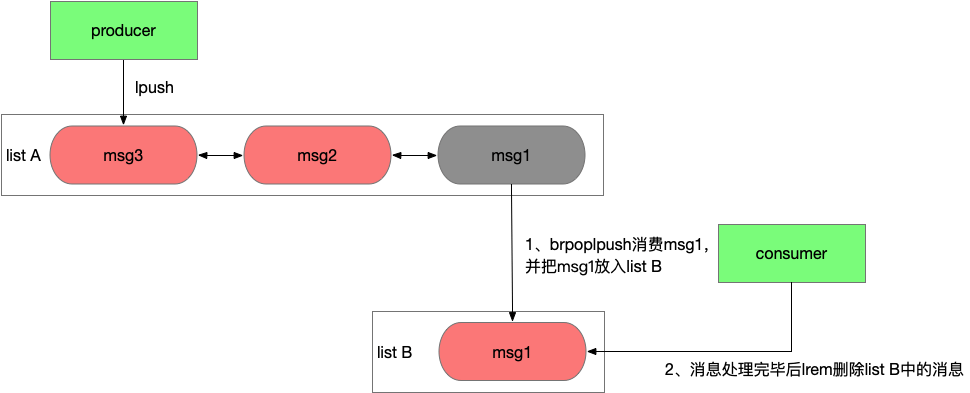 producer
lpush
list A
msg3
msg2
msg1
1、brpoplpush消费msg1，
并把msg1放入list B
consumer
list B
msg1
2、消息处理完毕后lrem删除list B中的消息